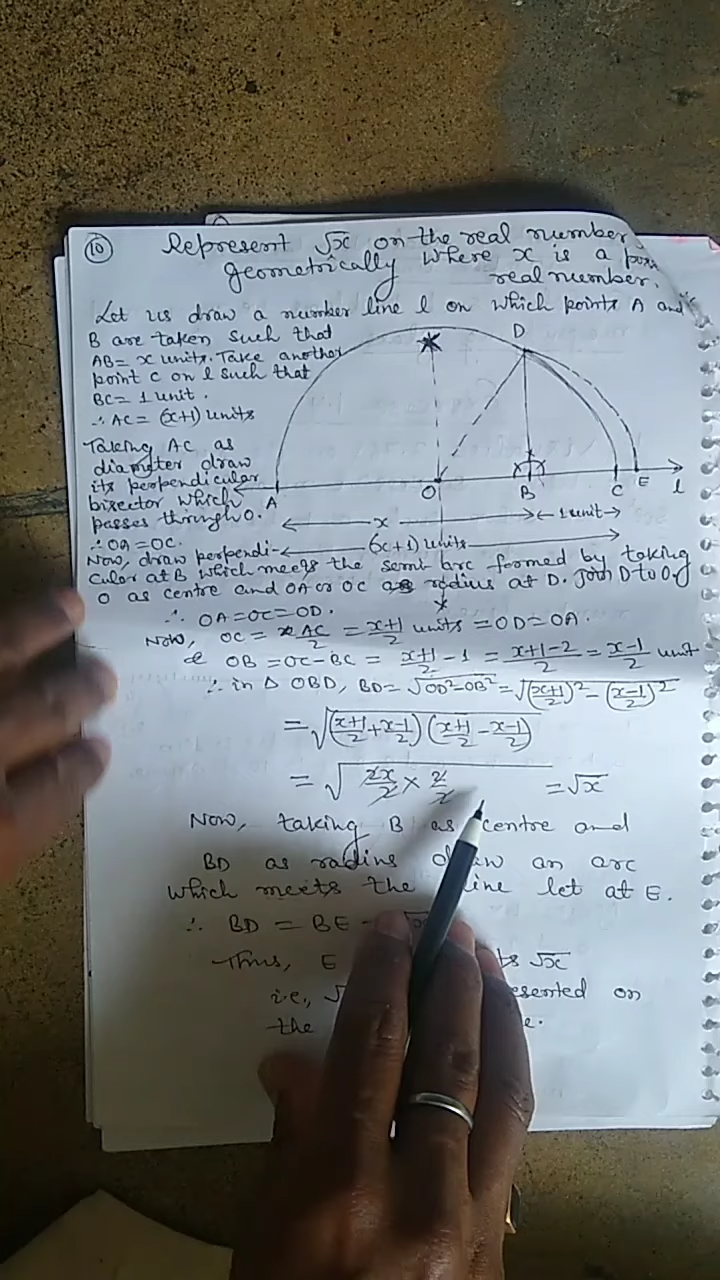 10 Represent √x on the real number
geometrically where x is a
real number.
Let us draw a number line l on which points A and
B are taken such that
AB = x units. Take another
point C on l such that
BC = 1 unit.
∴ AC = (x+1) units
Taking AC as
diameter draw
its perpendicular
bisector which
passes through O.
∴ OA = OC.
D
A O B C E l
x 1 unit
(x+1) units
Now, draw perpendi-
cular at B which meets the semi arc formed by taking
O as centre and OA or OC as radius at D. Join D to O.
∴ OA = OC = OD.
Now, OC = AC/2 = x+1/2 units = OD = OA.
& OB = OC - BC = x+1/2 - 1 = x+1-2/2 = x-1/2 unit
∴ in Δ OBD, BD = √OD² - OB² = √(x+1/2)² - (x-1/2)²
= √(x+1/2 + x-1/2) (x+1/2 - x-1/2)
= √2x/2 × 2/2 = √x
Now, taking B as centre and
BD as radius draw an arc
which meets the line let at E.
∴ BD = BE
Thus, E √x
i.e., on
the